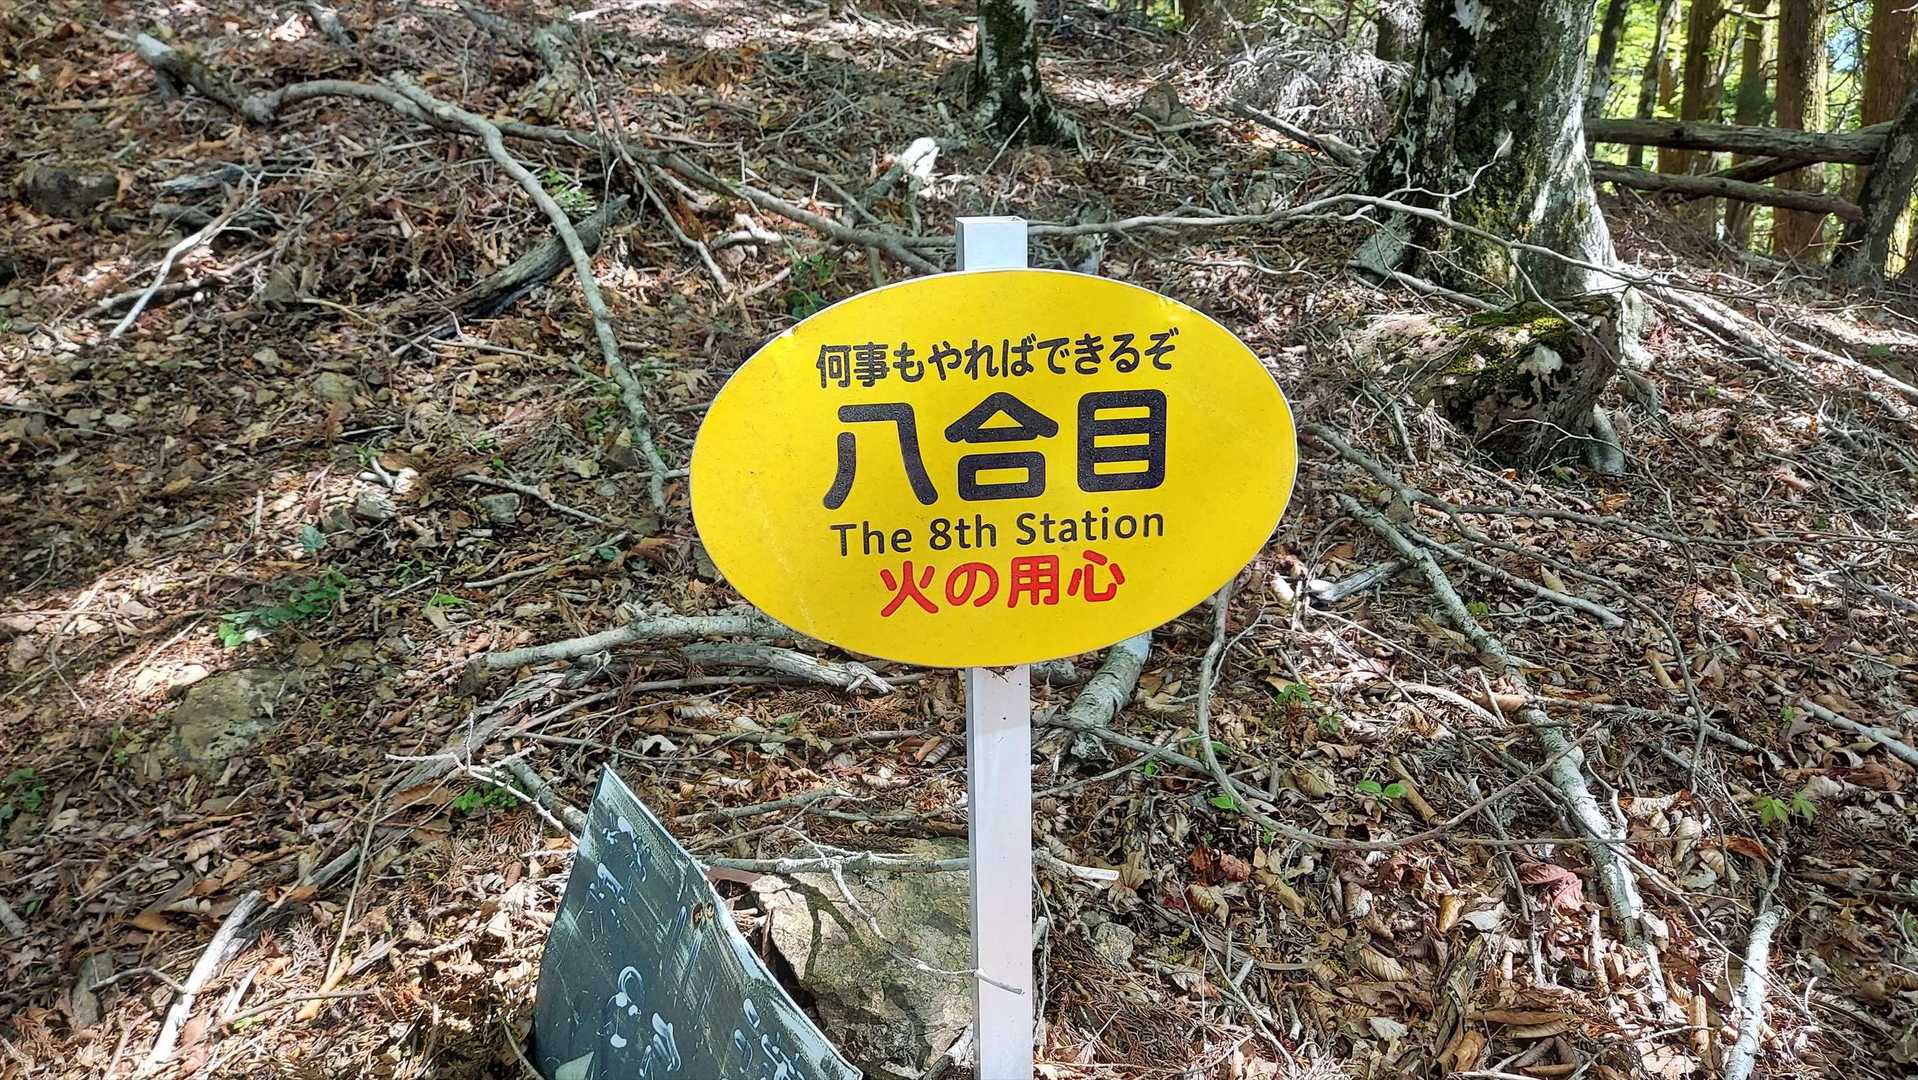 何事もやればできるぞ
八合目
The 8th Station
火の用心